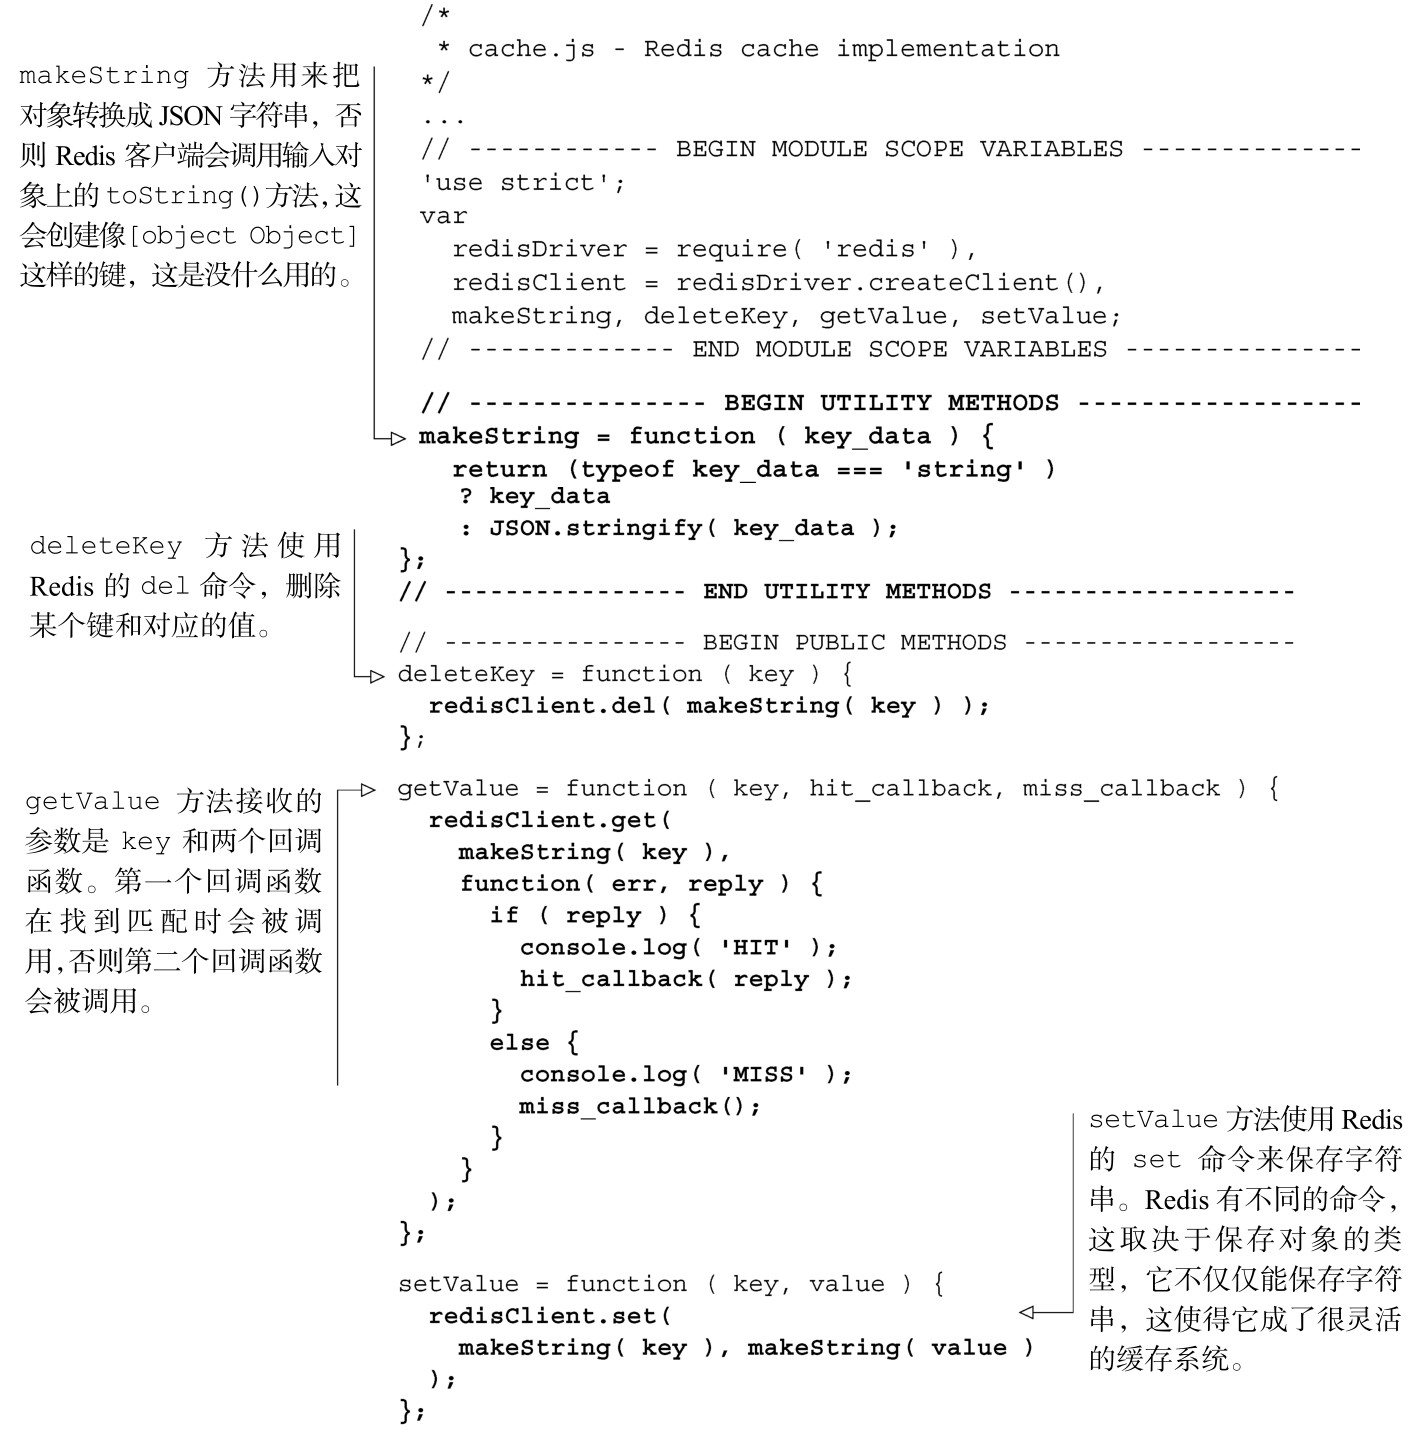 /*
 * cache.js - Redis cache implementation
*/
...
// ------------ BEGIN MODULE SCOPE VARIABLES --------------
'use strict';
var
  redisDriver = require( 'redis' ),
  redisClient = redisDriver.createClient(),
  makeString, deleteKey, getValue, setValue;
// ------------- END MODULE SCOPE VARIABLES ---------------
makeString 方法用来把
对象转换成 JSON 字符串，否
则 Redis 客户端会调用输入对
象上的 toString()方法，这
会创建像[object Object]
这样的键，这是没什么用的。
// --------------- BEGIN UTILITY METHODS ------------------
makeString = function ( key_data ) {
  return (typeof key_data === 'string' )
    ? key_data
    : JSON.stringify( key_data );
};
// ---------------- END UTILITY METHODS -------------------
deleteKey 方法使用
Redis 的 del 命令，删除
某个键和对应的值。
// ---------------- BEGIN PUBLIC METHODS ------------------
deleteKey = function ( key ) {
  redisClient.del( makeString( key ) );
};
getValue 方法接收的
参数是 key 和两个回调
函数。第一个回调函数
在找到匹配时会被调
用，否则第二个回调函数
会被调用。
getValue = function ( key, hit_callback, miss_callback ) {
  redisClient.get(
    makeString( key ),
    function( err, reply ) {
      if ( reply ) {
        console.log( 'HIT' );
        hit_callback( reply );
      }
      else {
        console.log( 'MISS' );
        miss_callback();
      }
    }
  );
};
setValue 方法使用 Redis
的 set 命令来保存字符
串。Redis 有不同的命令，
这取决于保存对象的类
型，它不仅仅能保存字符
串，这使得它成了很灵活
的缓存系统。
setValue = function ( key, value ) {
  redisClient.set(
    makeString( key ), makeString( value )
  );
};